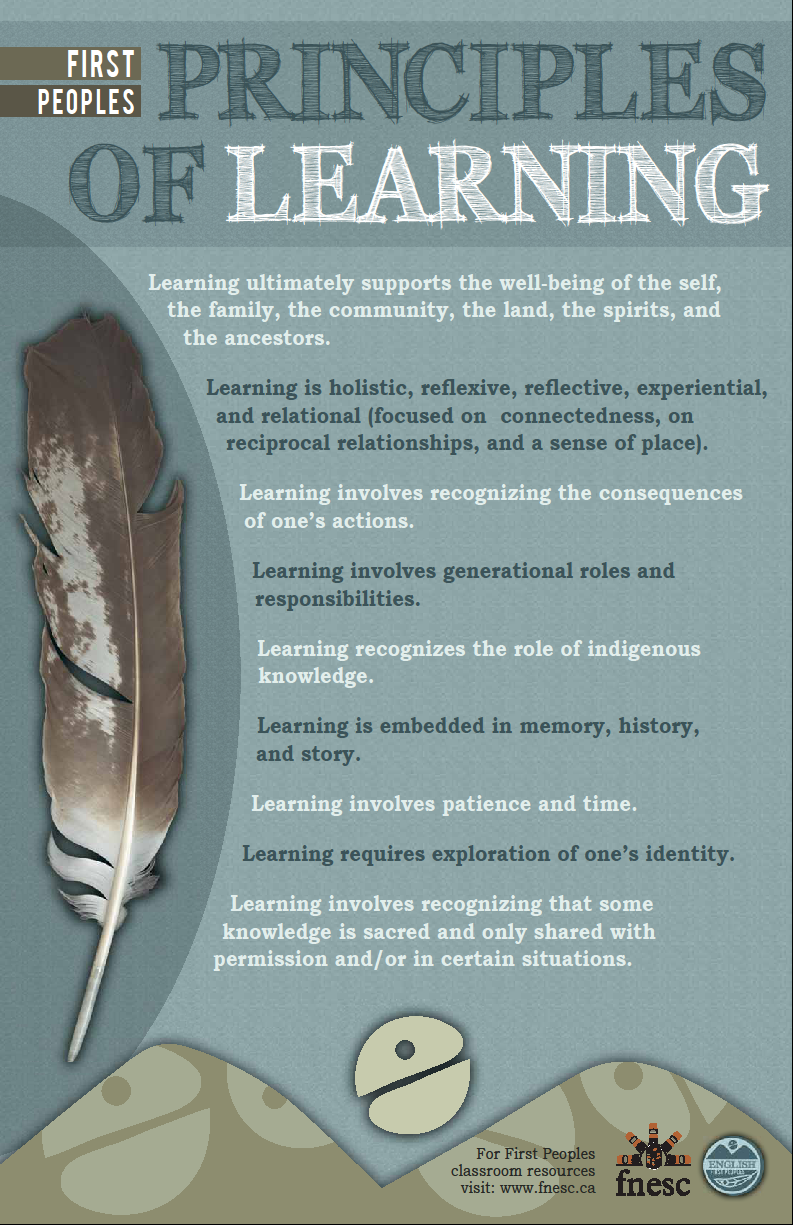 FIRST
PEOPLES
PRINCIPLES
OF LEARNING
Learning ultimately supports the well-being of the self,
the family, the community, the land, the spirits, and
the ancestors.
Learning is holistic, reflexive, reflective, experiential,
and relational (focused on connectedness, on
reciprocal relationships, and a sense of place).
Learning involves recognizing the consequences
of one’s actions.
Learning involves generational roles and
responsibilities.
Learning recognizes the role of indigenous
knowledge.
Learning is embedded in memory, history,
and story.
Learning involves patience and time.
Learning requires exploration of one’s identity.
Learning involves recognizing that some
knowledge is sacred and only shared with
permission and/or in certain situations.
For First Peoples
classroom resources
visit: www.fnesc.ca
fnesc
ENGLISH
FIRST PEOPLES